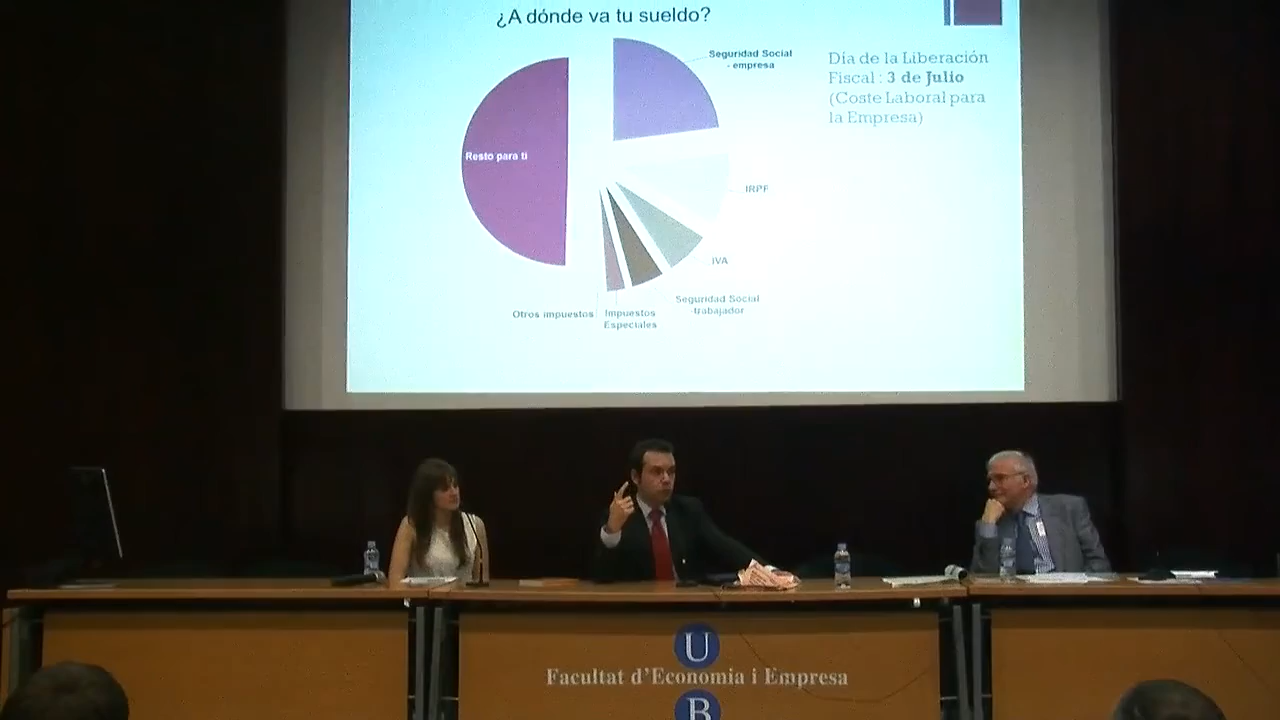 ¿A dónde va tu sueldo?
Seguridad Social
- empresa
Día de la Liberación
Fiscal : 3 de Julio
(Coste Laboral para
la Empresa)
Resto para ti
IRPF
IVA
Seguridad Social
-trabajador
Otros impuestos
Impuestos
Especiales
U
Facultat d'Economia i Empresa
B